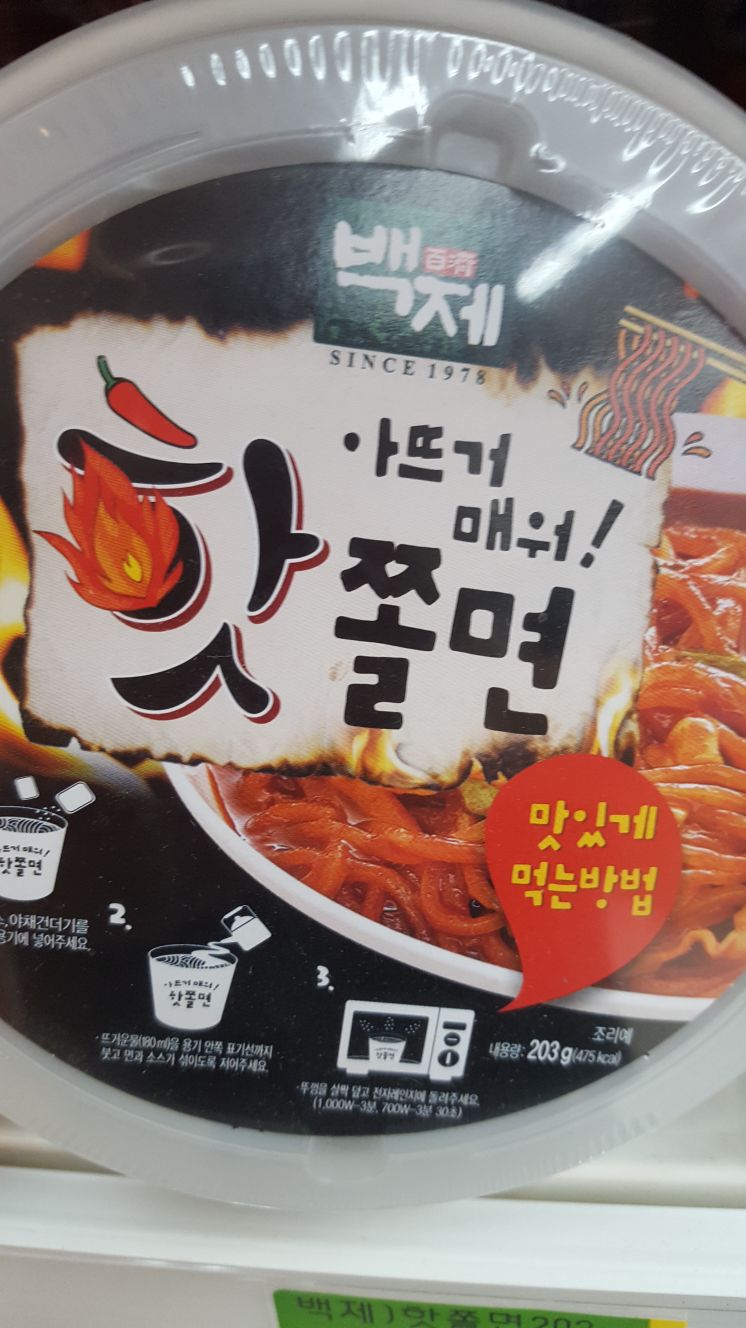 백제
SINCE 1978
아뜨거
매워!
핫쫄면
맛있게
먹는방법
핫쫄면
야채건더기를
용기에 넣어주세요.
2.
아뜨거 매워!
핫쫄면
·뜨거운물(180ml)을 용기 안쪽 표기선까지
붓고 면과 소스가 섞이도록 저어주세요.
3.
·뚜껑을 살짝 덮고 전자레인지에 돌려주세요.
(1,000W-3분, 700W-3분 30초)
조리예
내용량: 203g(475 kcal)
백제)핫쫄면203